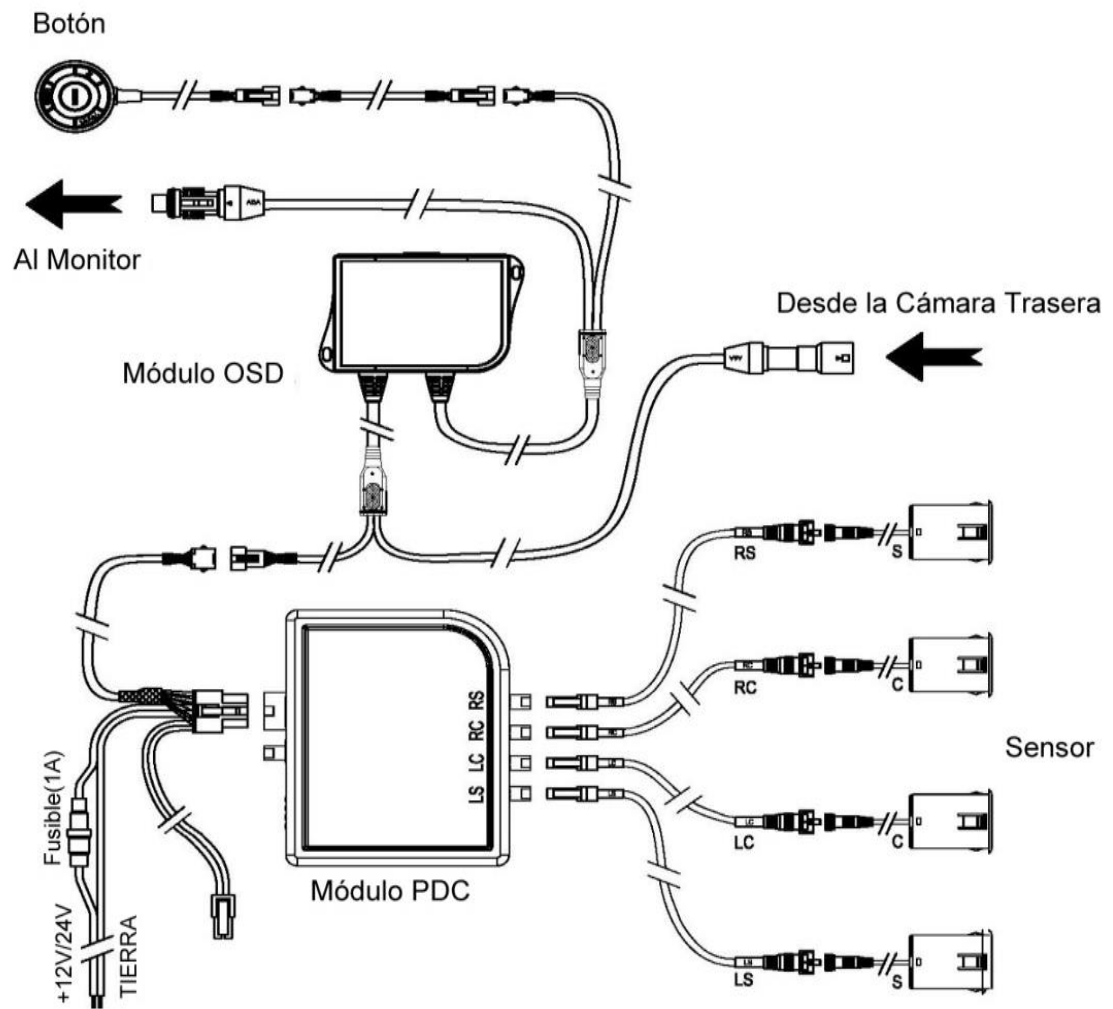 Botón
Al Monitor
Desde la Cámara Trasera
Módulo OSD
RS
S
RC
C
Sensor
LC
C
LS
S
RS
RC
LC
LS
Módulo PDC
Fusible(1A)
+12V/24V
TIERRA